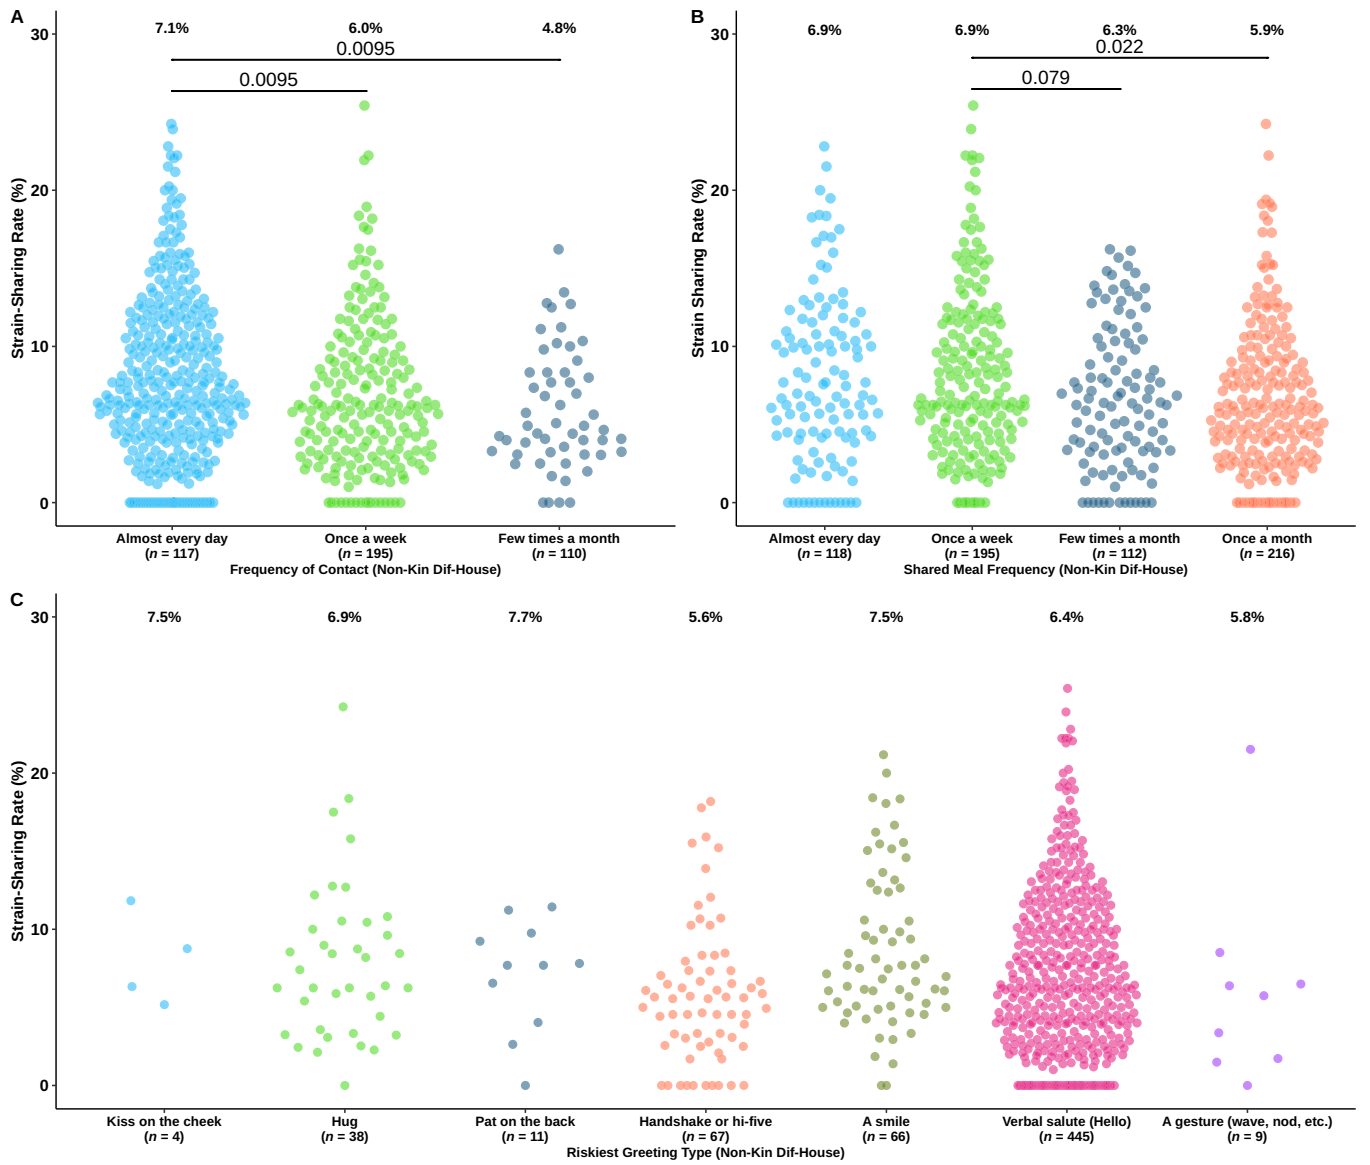 A
7.1% 6.0% 4.8%
0.0095
0.0095
30
20
10
0
Strain-Sharing Rate (%)
Almost every day Once a week Few times a month
(n = 117) (n = 195) (n = 110)
Frequency of Contact (Non-Kin Dif-House)
B
6.9% 6.9% 6.3% 5.9%
0.022
0.079
30
20
10
0
Strain Sharing Rate (%)
Almost every day Once a week Few times a month Once a month
(n = 118) (n = 195) (n = 112) (n = 216)
Shared Meal Frequency (Non-Kin Dif-House)
C
7.5% 6.9% 7.7% 5.6% 7.5% 6.4% 5.8%
30
20
10
0
Strain-Sharing Rate (%)
Kiss on the cheek Hug Pat on the back Handshake or hi-five A smile Verbal salute (Hello) A gesture (wave, nod, etc.)
(n = 4) (n = 38) (n = 11) (n = 67) (n = 66) (n = 445) (n = 9)
Riskiest Greeting Type (Non-Kin Dif-House)